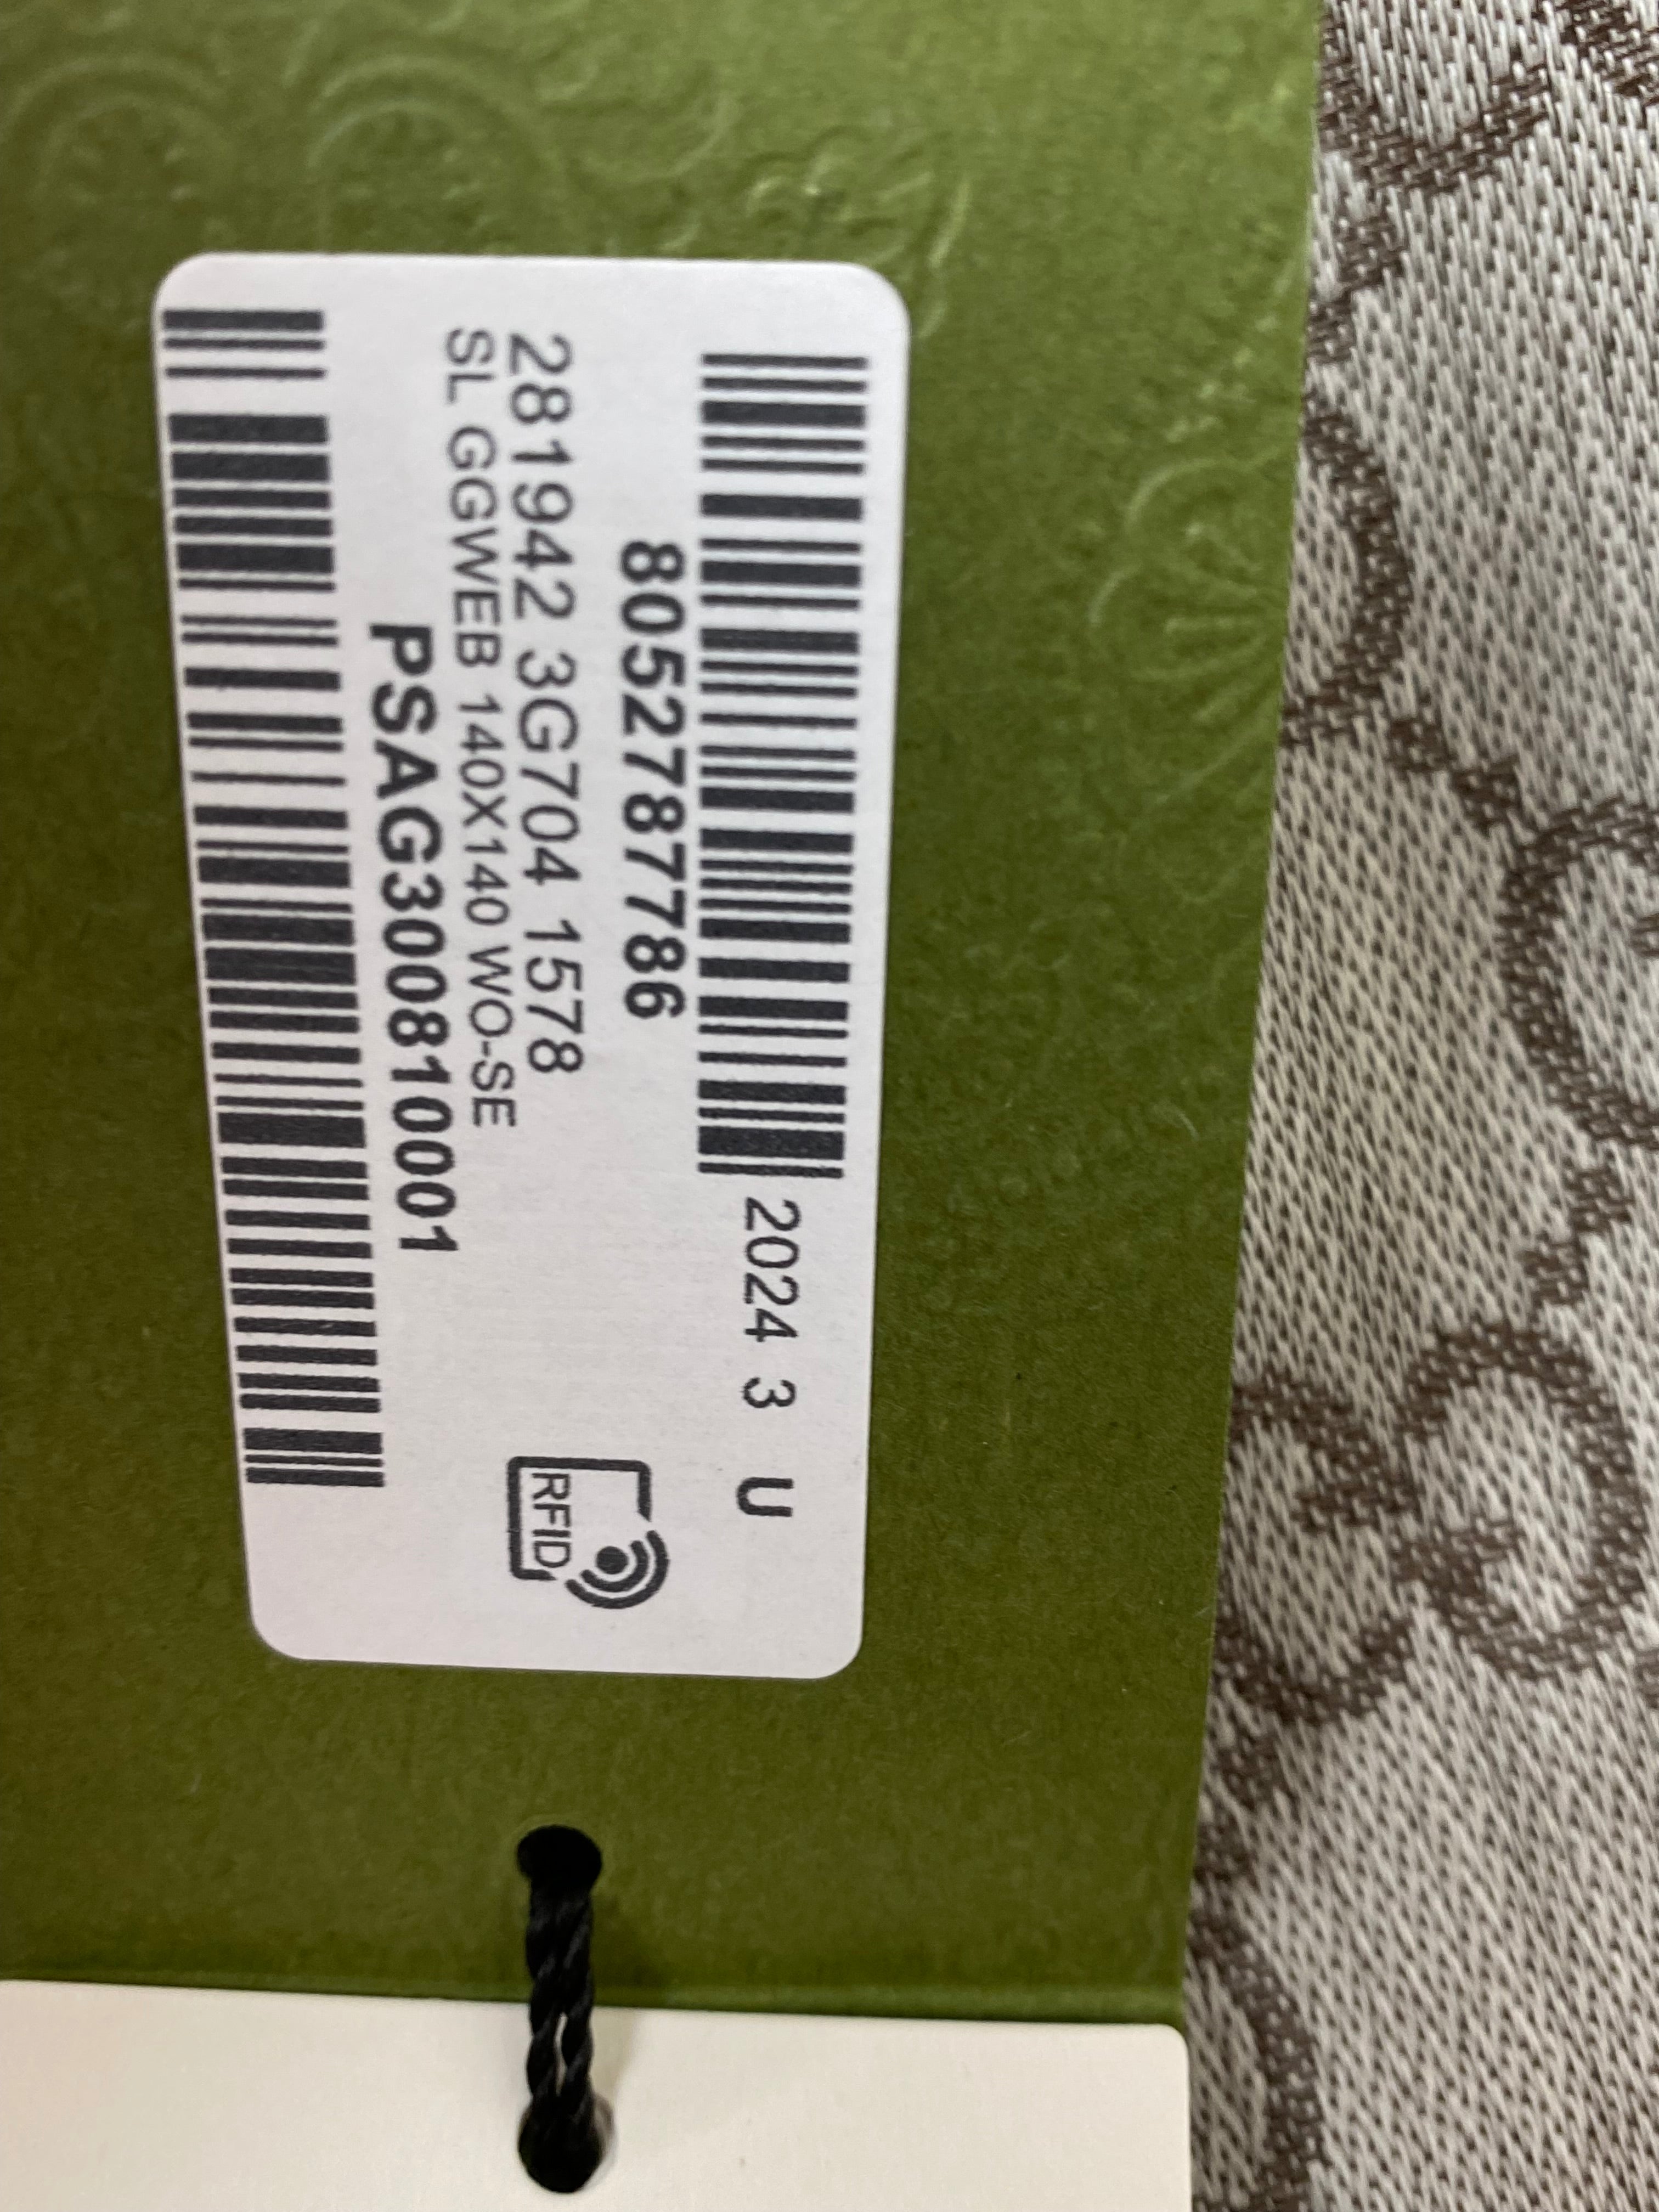 2024 3 U
8052787786
281942 3G704 1578
SL GGWEB 140X140 WO-SE
PSAG300810001
RFID